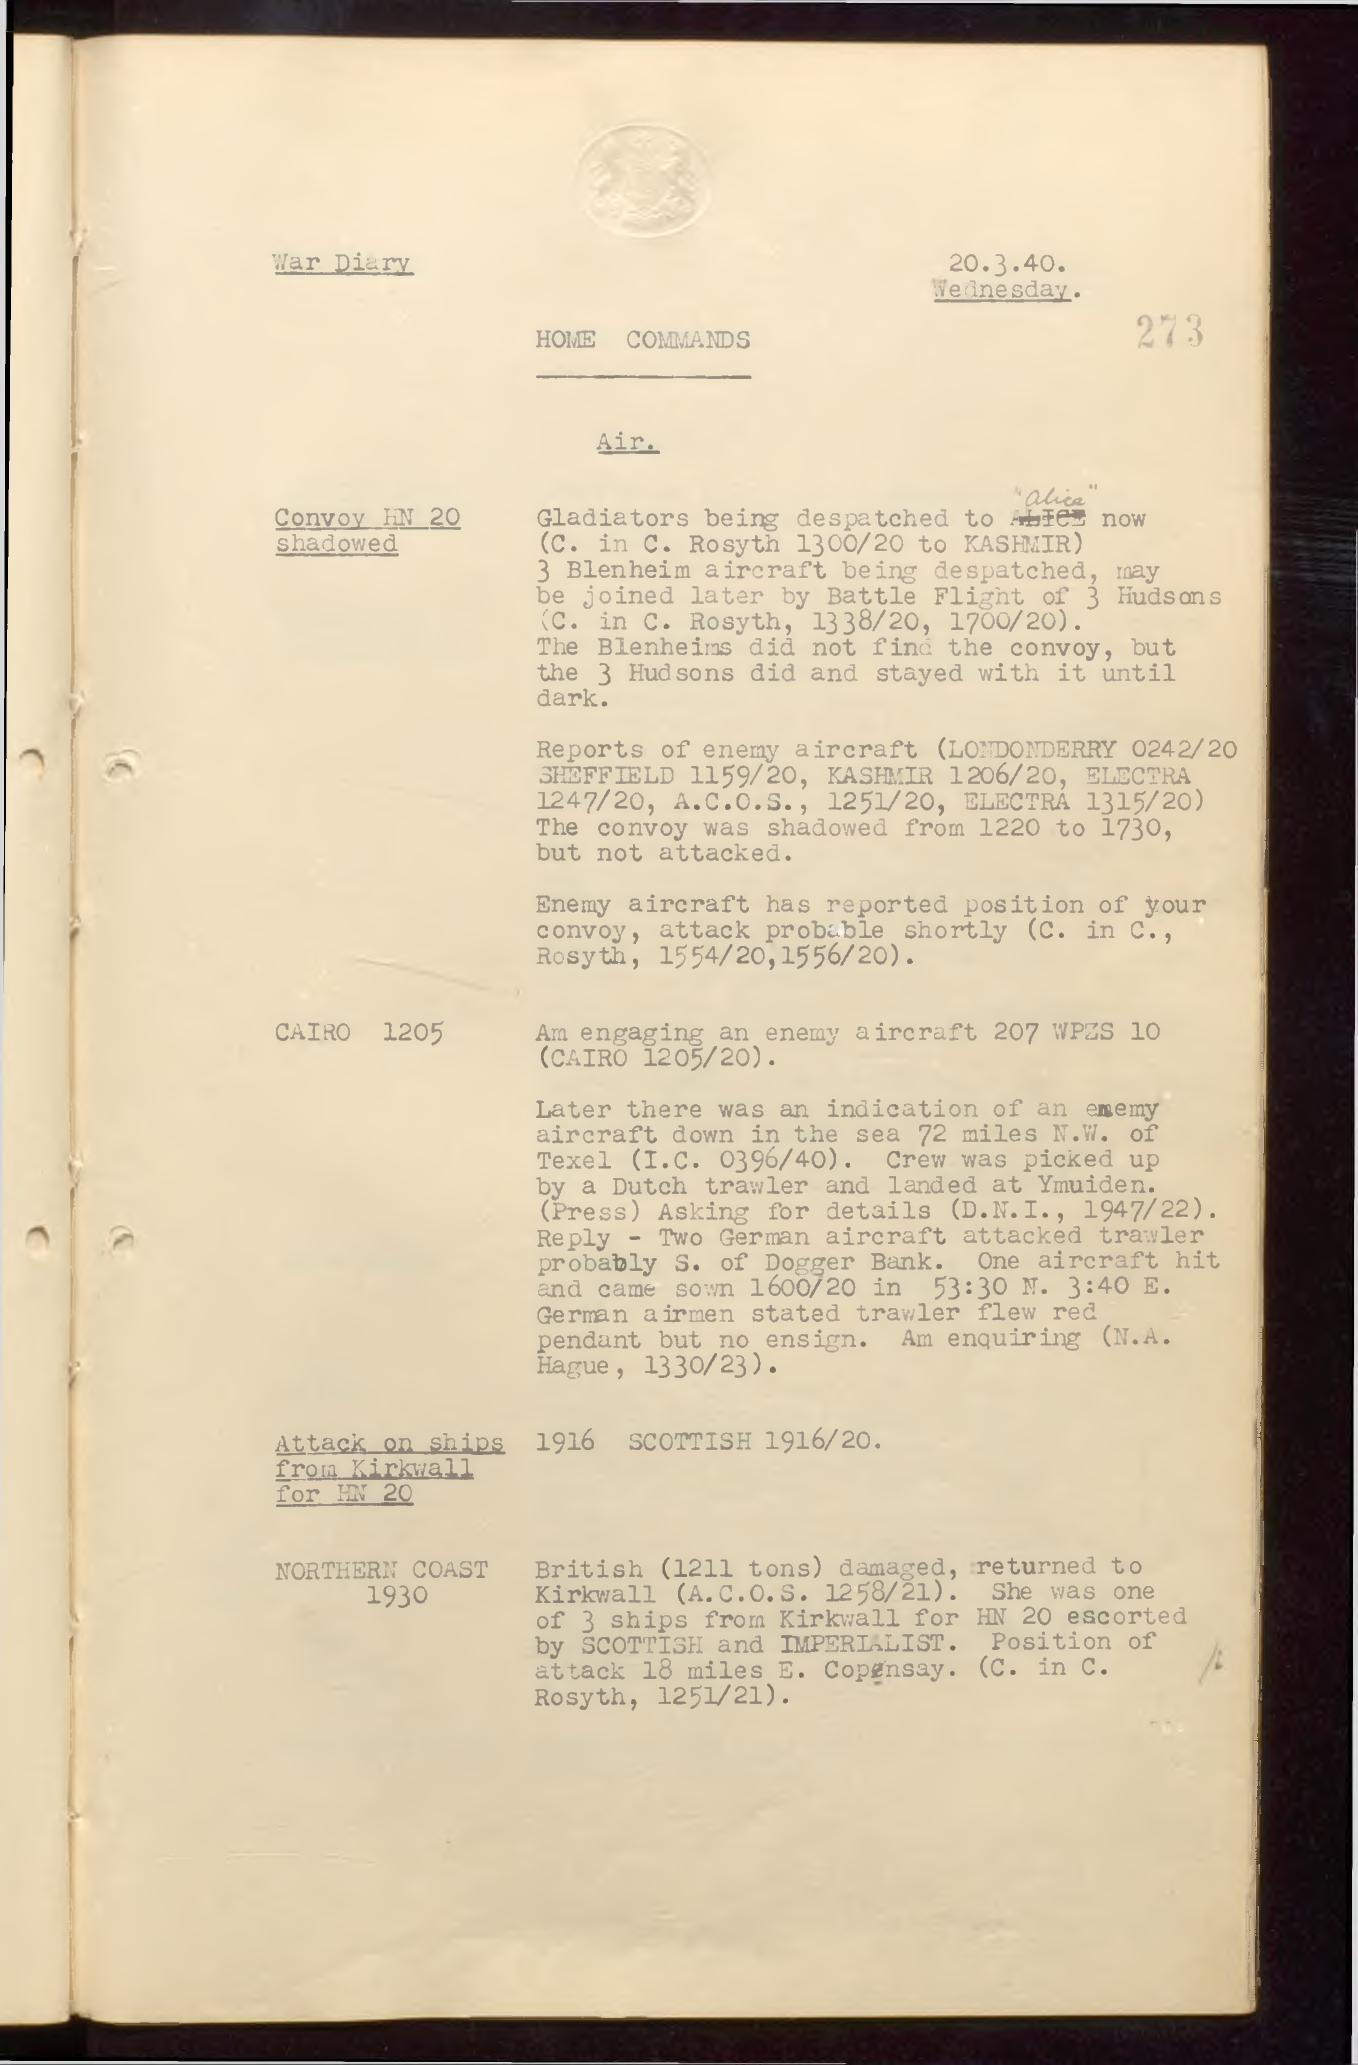 War Diary
20.3.40.
Wednesday.
273
HOME COMMANDS
Air.
Convoy HN 20
shadowed
"Alice"
Gladiators being despatched to ALICE now
(C. in C. Rosyth 1300/20 to KASHMIR)
3 Blenheim aircraft being despatched, may
be joined later by Battle Flight of 3 Hudsons
(C. in C. Rosyth, 1338/20, 1700/20).
The Blenheims did not find the convoy, but
the 3 Hudsons did and stayed with it until
dark.
Reports of enemy aircraft (LONDONDERRY 0242/20
SHEFFIELD 1159/20, KASHMIR 1206/20, ELECTRA
1247/20, A.C.O.S., 1251/20, ELECTRA 1315/20)
The convoy was shadowed from 1220 to 1730,
but not attacked.
Enemy aircraft has reported position of your
convoy, attack probable shortly (C. in C.,
Rosyth, 1554/20,1556/20).
CAIRO 1205
Am engaging an enemy aircraft 207 WPZS 10
(CAIRO 1205/20).
Later there was an indication of an enemy
aircraft down in the sea 72 miles N.W. of
Texel (I.C. 0396/40). Crew was picked up
by a Dutch trawler and landed at Ymuiden.
(Press) Asking for details (D.N.I., 1947/22).
Reply - Two German aircraft attacked trawler
probably S. of Dogger Bank. One aircraft hit
and came sown 1600/20 in 53:30 N. 3:40 E.
German airmen stated trawler flew red
pendant but no ensign. Am enquiring (N.A.
Hague, 1330/23).
Attack on ships
from Kirkwall
for HN 20
1916 SCOTTISH 1916/20.
NORTHERN COAST
1930
British (1211 tons) damaged, returned to
Kirkwall (A.C.O.S. 1258/21). She was one
of 3 ships from Kirkwall for HN 20 escorted
by SCOTTISH and IMPERIALIST. Position of
attack 18 miles E. Copinsay. (C. in C.
Rosyth, 1251/21).